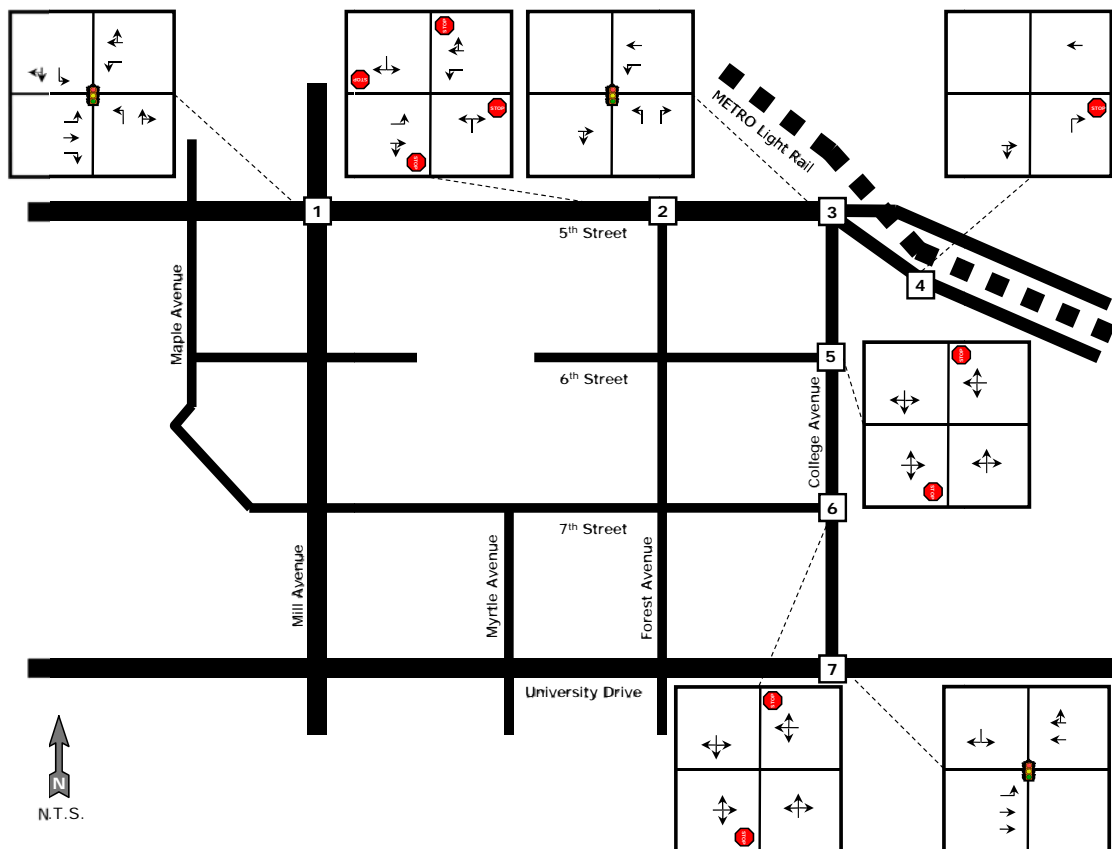 STOP
STOP
STOP
STOP
STOP
METRO Light Rail
1
2
3
5th Street
4
Maple Avenue
STOP
5
6th Street
College Avenue
STOP
6
7th Street
Mill Avenue
Myrtle Avenue
Forest Avenue
7
University Drive
STOP
N
N.T.S.
STOP